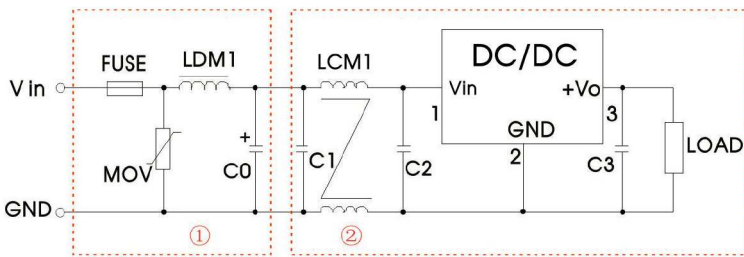 FUSE
LDM1
LCM1
DC/DC
Vin
Vin
+Vo
1
3
GND
2
MOV
+
C0
C1
C2
C3
LOAD
GND
①
②